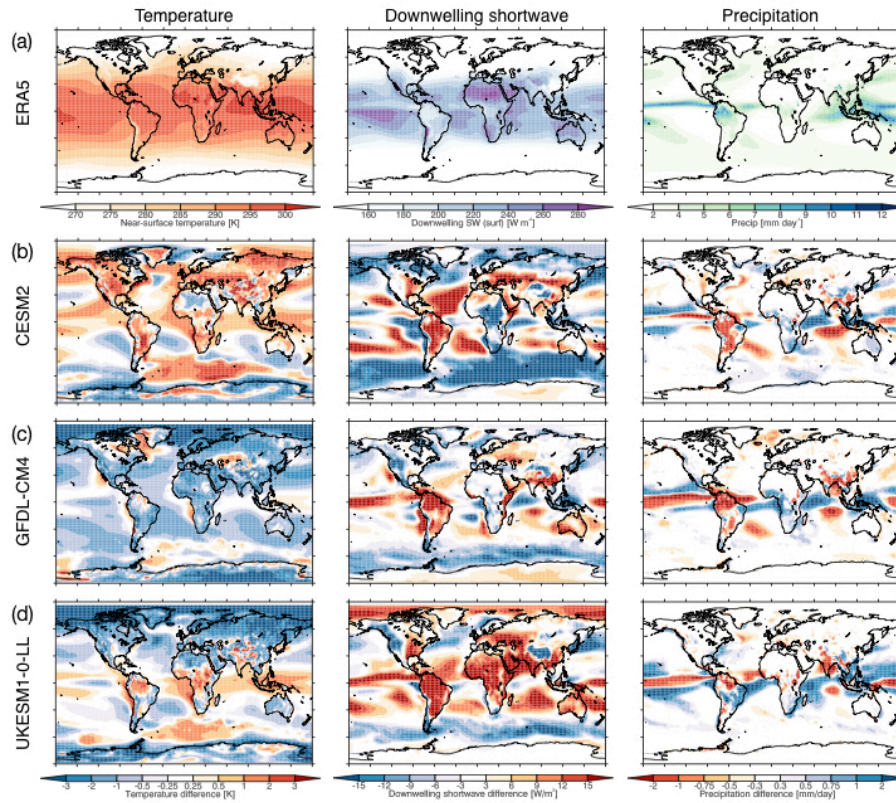 Temperature Downwelling shortwave Precipitation
(a)
ERA5
270 275 280 285 290 295 300
Near-surface temperature [K]
160 180 200 220 240 260 280
Downwelling SW (surf) [W m⁻]
2 3 4 5 6 7 8 9 10 11 12
Precip [mm day⁻¹]
(b)
CESM2
(c)
GFDL-CM4
(d)
UKESM1-0-LL
-3 -2 -1 -0.5 -0.25 0.25 0.5 1 2 3
Temperature difference [K]
-15 -12 -9 -6 -3 3 6 9 12 15
Downwelling shortwave difference [W/m²]
-2 -1 -0.75 -0.5 -0.3 0.3 0.5 0.75 1 2
Precipitation difference [mm/day]